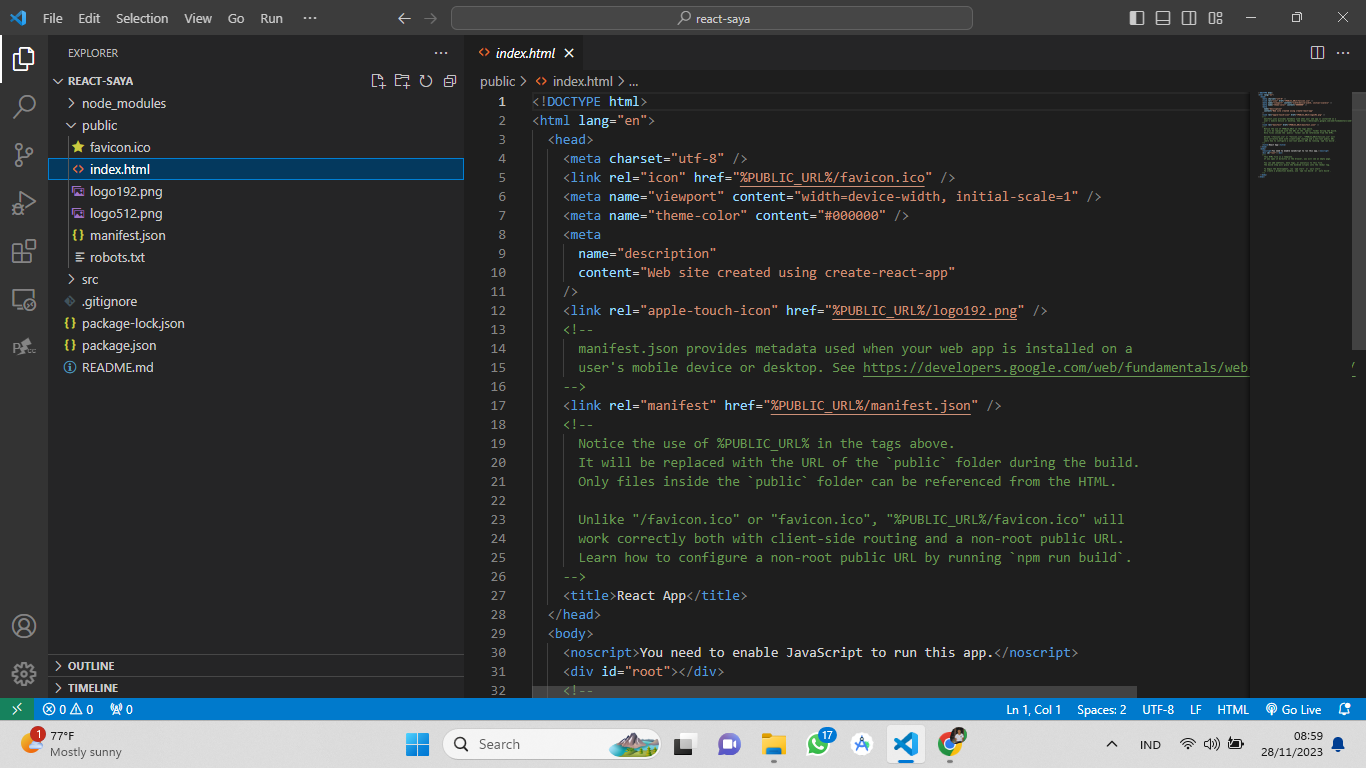 File Edit Selection View Go Run ...
react-saya
EXPLORER
REACT-SAYA
node_modules
public
favicon.ico
index.html
logo192.png
logo512.png
manifest.json
robots.txt
src
.gitignore
package-lock.json
package.json
README.md
OUTLINE
TIMELINE
index.html
public > index.html > ...
1 <!DOCTYPE html>
2 <html lang="en">
3 <head>
4 <meta charset="utf-8" />
5 <link rel="icon" href="%PUBLIC_URL%/favicon.ico" />
6 <meta name="viewport" content="width=device-width, initial-scale=1" />
7 <meta name="theme-color" content="#000000" />
8 <meta
9 name="description"
10 content="Web site created using create-react-app"
11 />
12 <link rel="apple-touch-icon" href="%PUBLIC_URL%/logo192.png" />
13 <!--
14 manifest.json provides metadata used when your web app is installed on a
15 user's mobile device or desktop. See https://developers.google.com/web/fundamentals/web
16 -->
17 <link rel="manifest" href="%PUBLIC_URL%/manifest.json" />
18 <!--
19 Notice the use of %PUBLIC_URL% in the tags above.
20 It will be replaced with the URL of the `public` folder during the build.
21 Only files inside the `public` folder can be referenced from the HTML.
22
23 Unlike "/favicon.ico" or "favicon.ico", "%PUBLIC_URL%/favicon.ico" will
24 work correctly both with client-side routing and a non-root public URL.
25 Learn how to configure a non-root public URL by running `npm run build`.
26 -->
27 <title>React App</title>
28 </head>
29 <body>
30 <noscript>You need to enable JavaScript to run this app.</noscript>
31 <div id="root"></div>
32 <!--
0 0 0
Ln 1, Col 1 Spaces: 2 UTF-8 LF HTML Go Live
1
77°F
Mostly sunny
Search
17
IND
08:59
28/11/2023